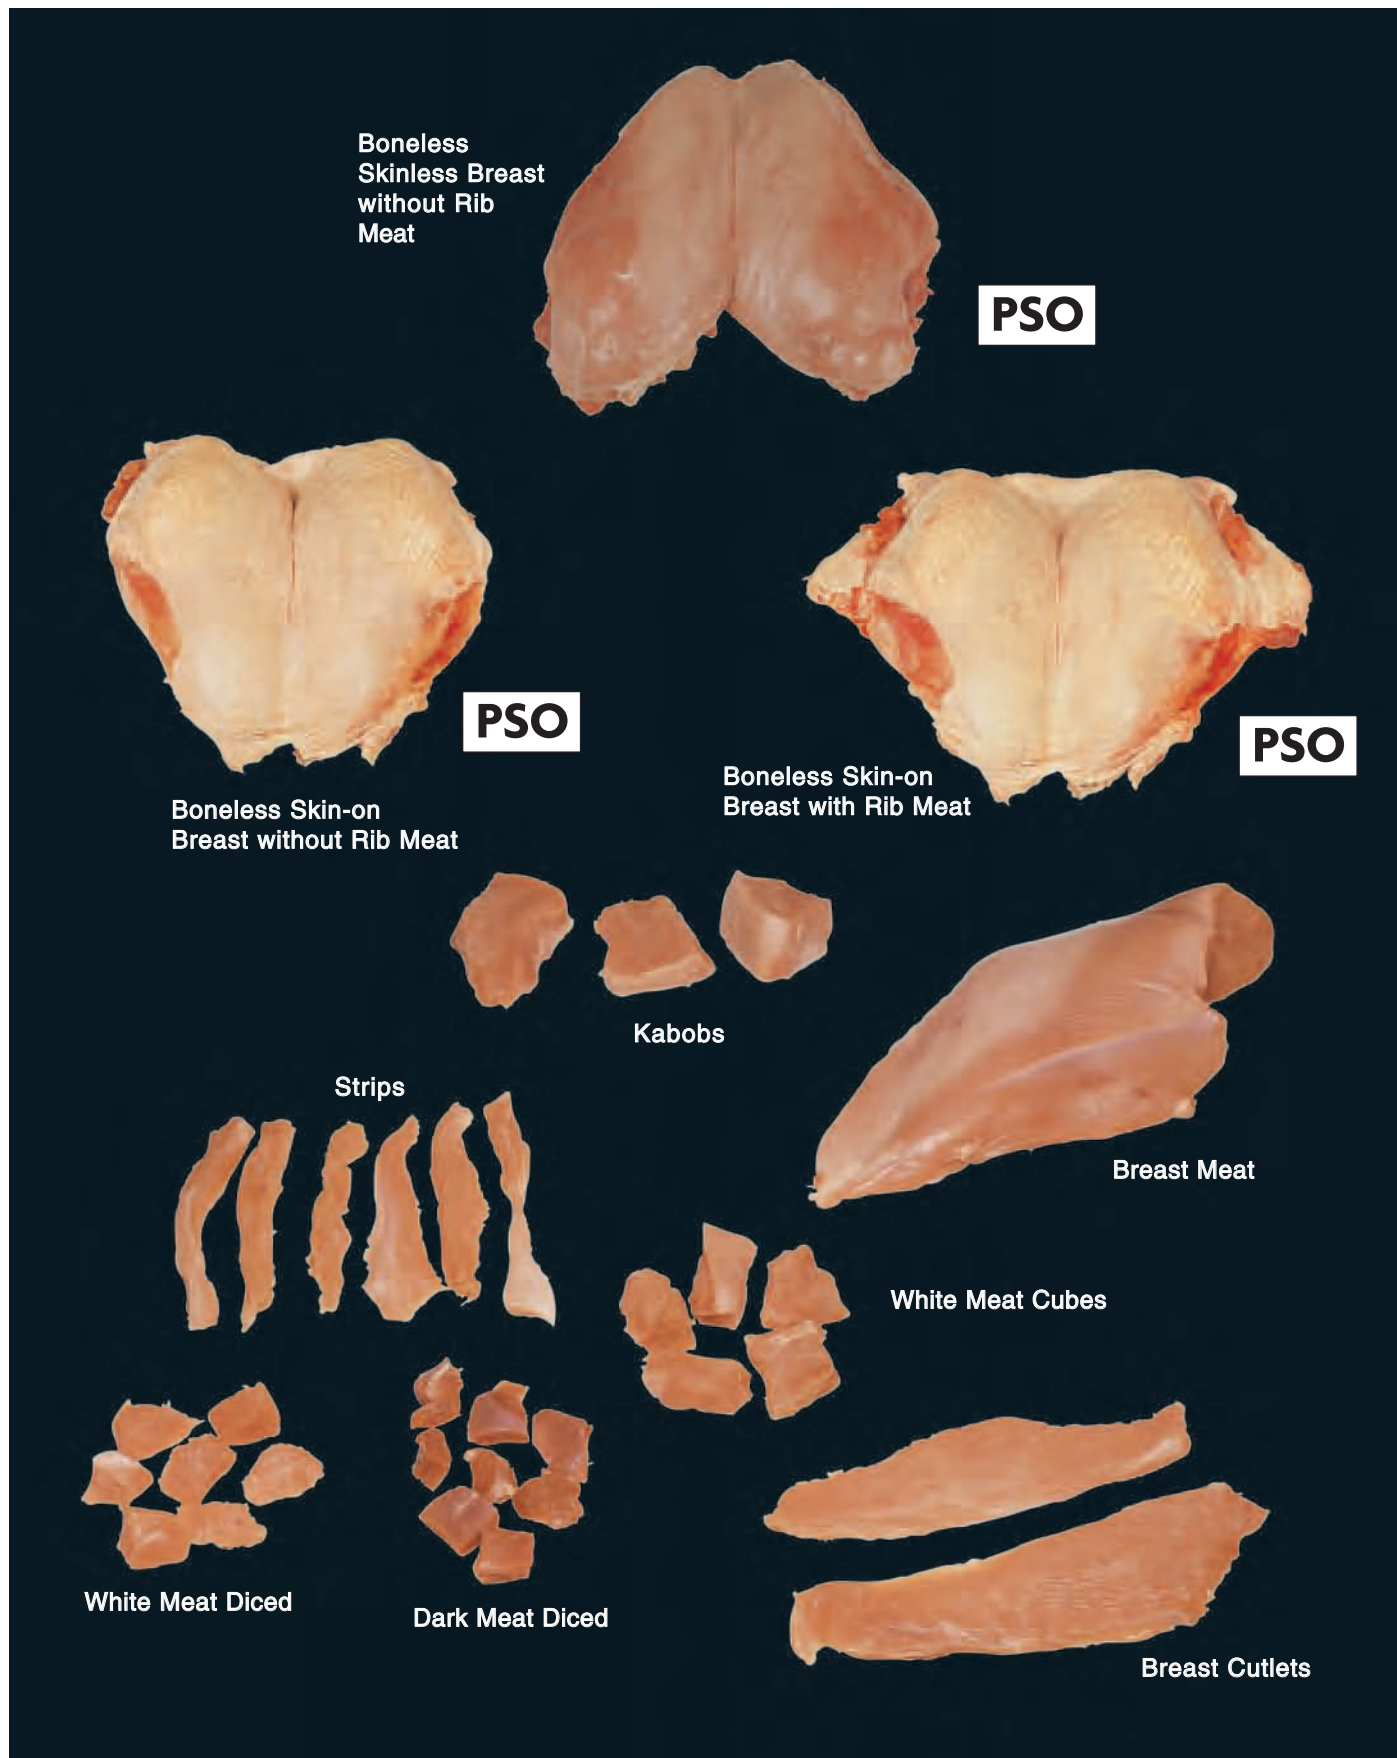 Boneless
Skinless Breast
without Rib
Meat
PSO
PSO
Boneless Skin-on
Breast without Rib Meat
PSO
Boneless Skin-on
Breast with Rib Meat
Kabobs
Strips
Breast Meat
White Meat Cubes
White Meat Diced
Dark Meat Diced
Breast Cutlets